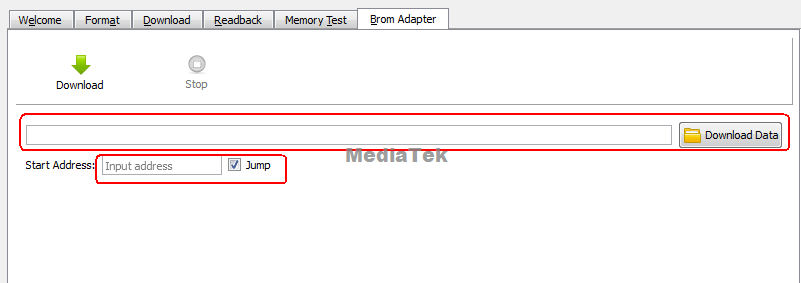 Welcome Format Download Readback Memory Test Brom Adapter
Download Stop
Download Data
MediaTek
Start Address: Input address Jump